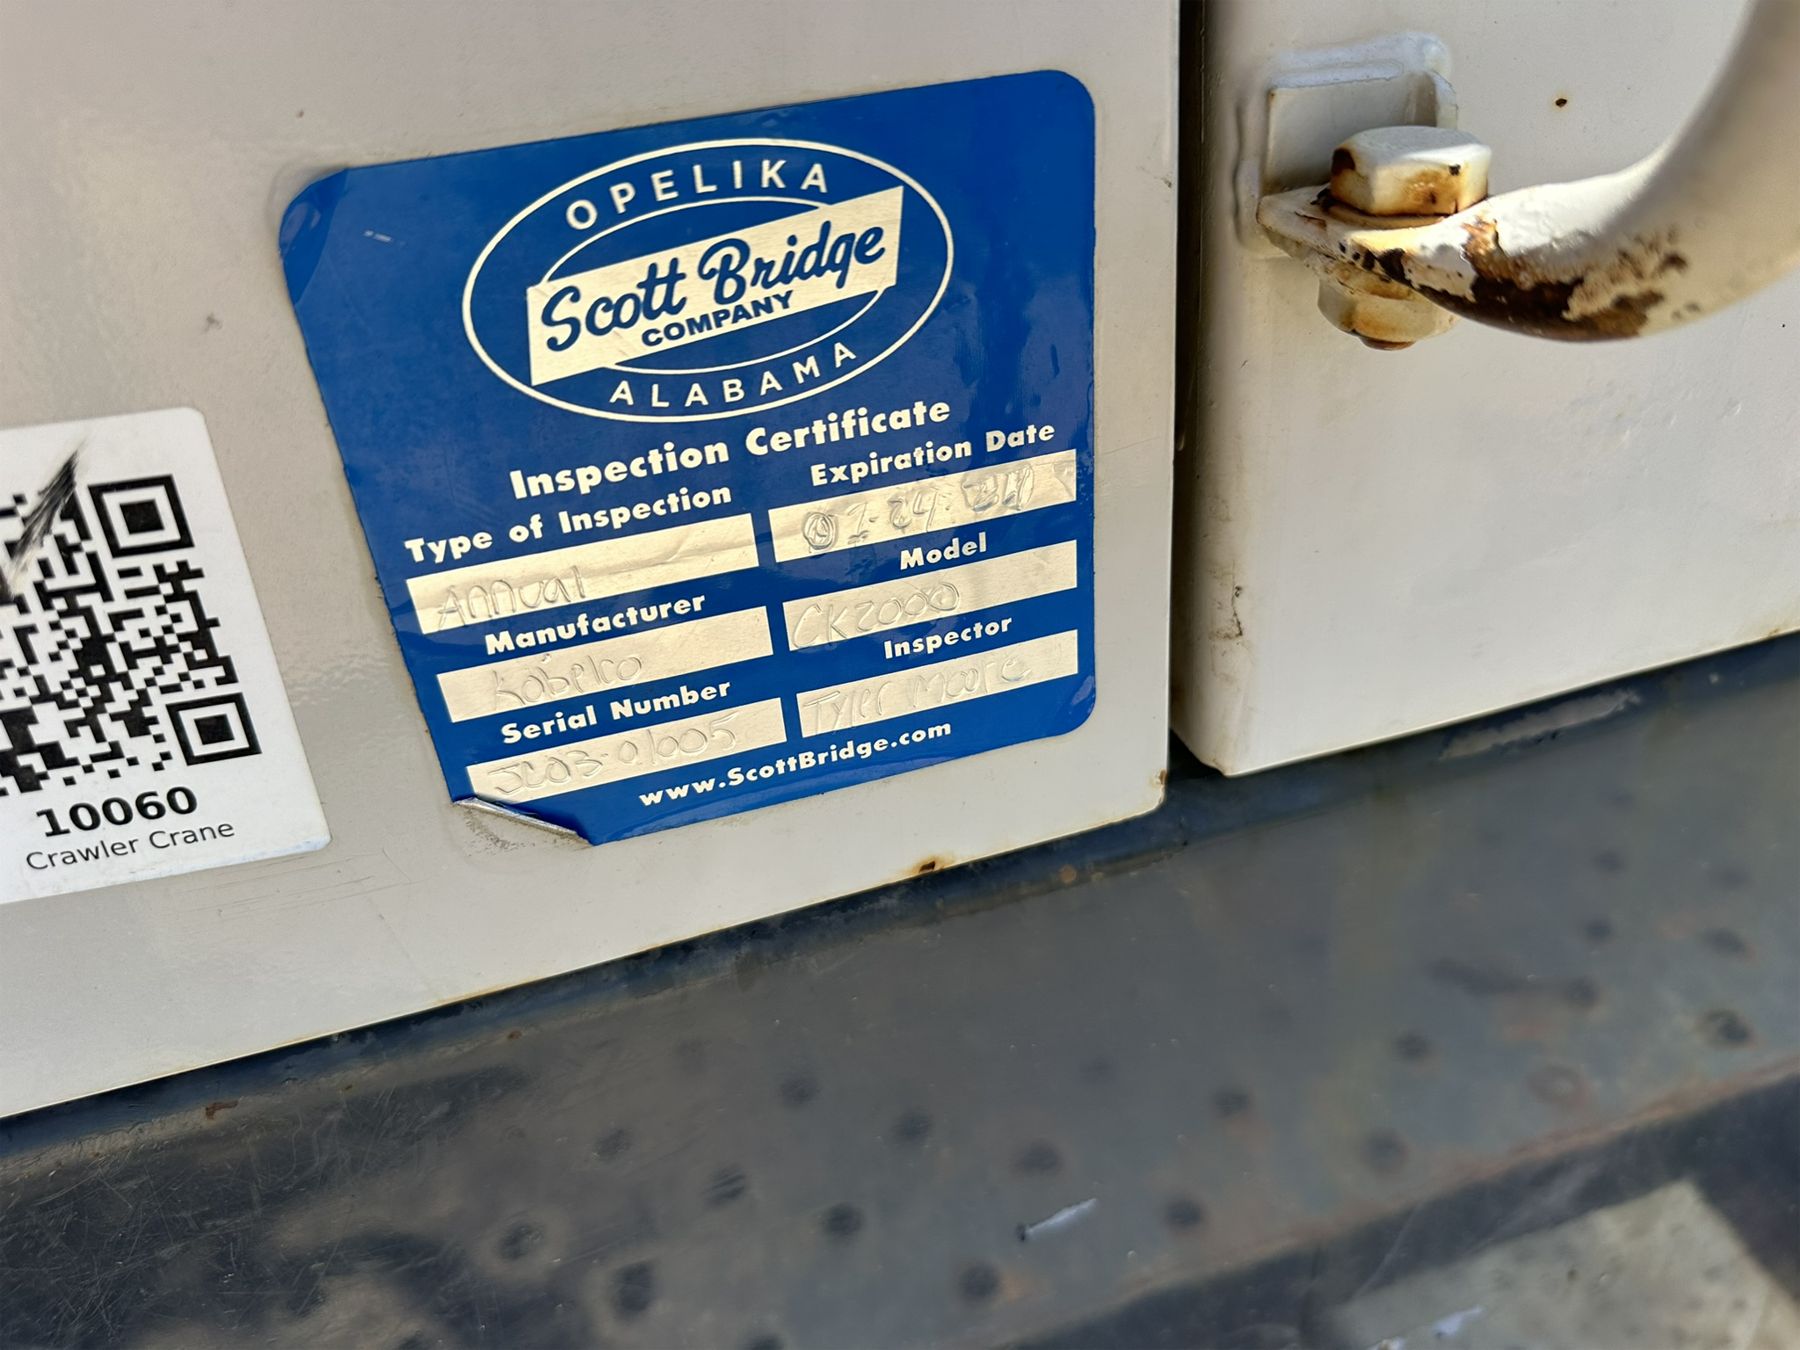 OPELIKA
Scott Bridge
COMPANY
ALABAMA
Inspection Certificate
Type of Inspection
Expiration Date
Annual
Manufacturer
Model
Kobelco
CK2000
Serial Number
Inspector
Tyler Moore
www.ScottBridge.com
10060
Crawler Crane